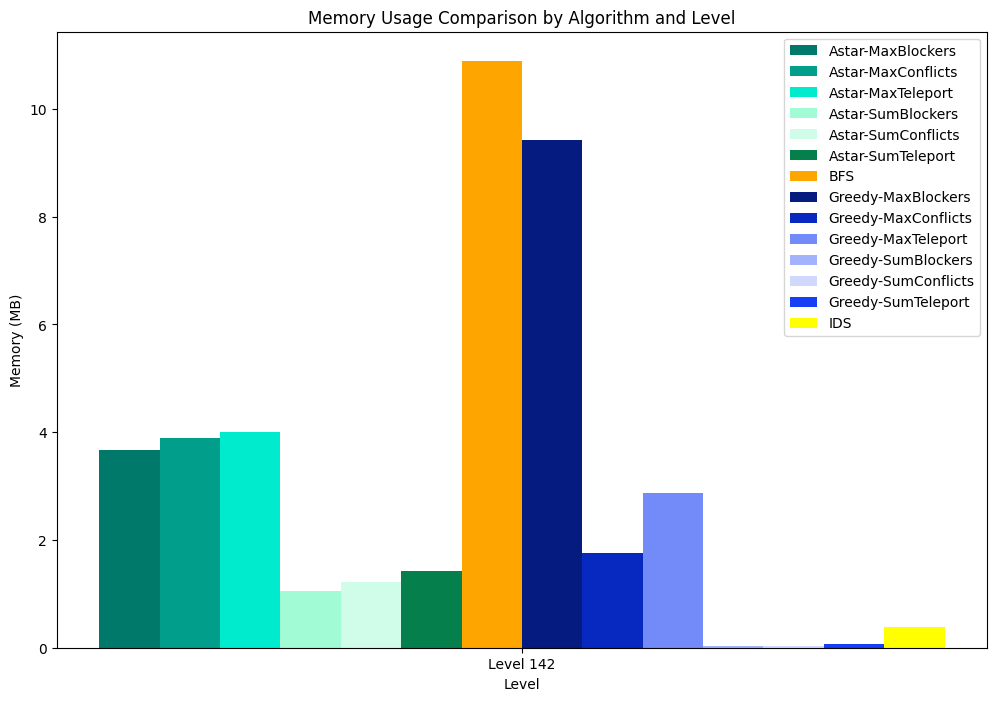 Memory Usage Comparison by Algorithm and Level
Astar-MaxBlockers
Astar-MaxConflicts
Astar-MaxTeleport
Astar-SumBlockers
Astar-SumConflicts
Astar-SumTeleport
BFS
Greedy-MaxBlockers
Greedy-MaxConflicts
Greedy-MaxTeleport
Greedy-SumBlockers
Greedy-SumConflicts
Greedy-SumTeleport
IDS
Memory (MB)
10
8
6
4
2
0
Level 142
Level